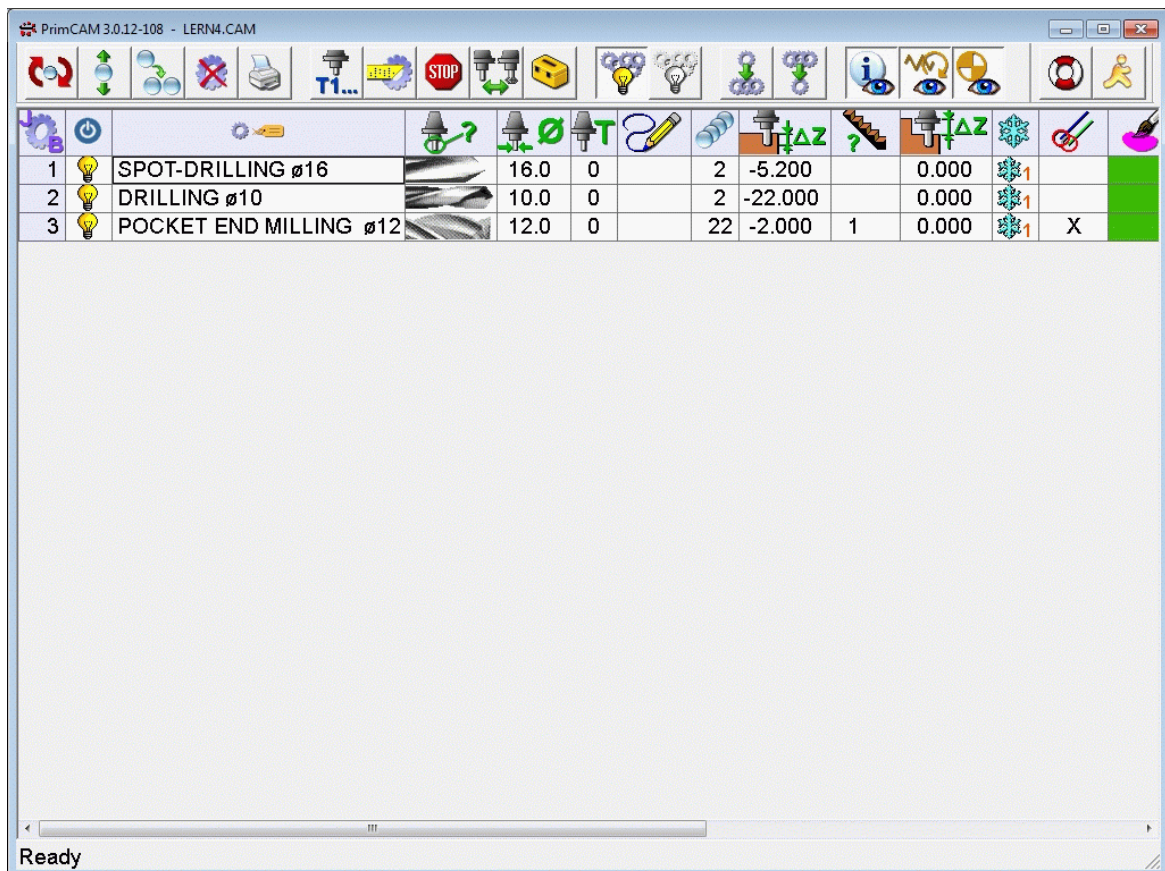 PrimCAM 3.0.12-108 - LERN4.CAM
T1... STOP
J B ? Ø T ΔZ ? ΔZ
1 SPOT-DRILLING ø16 16.0 0 2 -5.200 0.000 1
2 DRILLING ø10 10.0 0 2 -22.000 0.000 1
3 POCKET END MILLING ø12 12.0 0 22 -2.000 1 0.000 1 X
Ready